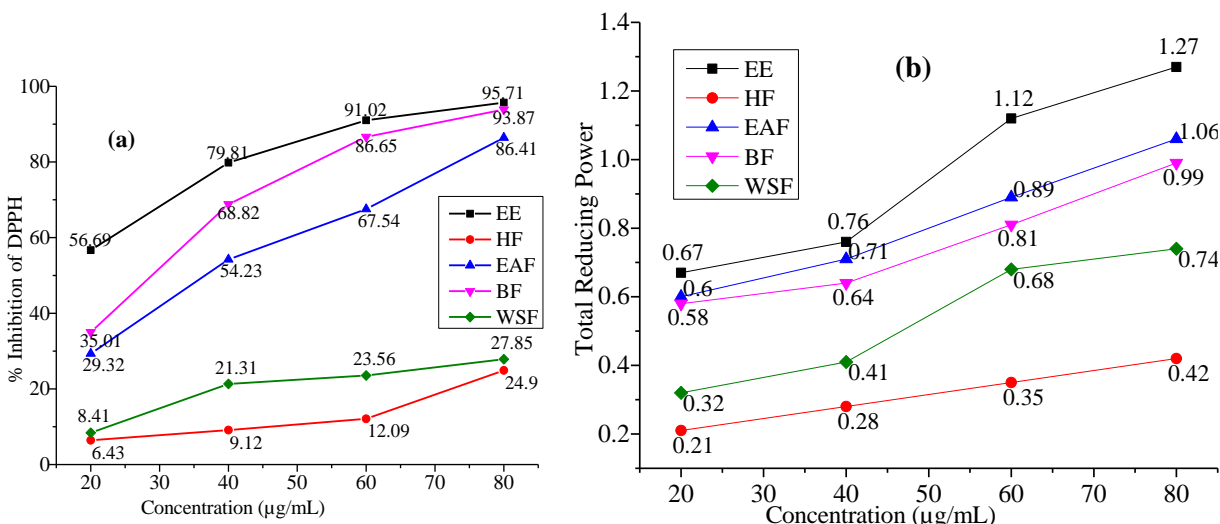 (a)
% Inhibition of DPPH
100
80
60
40
20
0
56.69
79.81
91.02
95.71
35.01
68.82
86.65
93.87
29.32
54.23
67.54
86.41
8.41
21.31
23.56
27.85
6.43
9.12
12.09
24.9
EE
HF
EAF
BF
WSF
20 30 40 50 60 70 80
Concentration (µg/mL)
(b)
Total Reducing Power
1.4
1.2
1.0
0.8
0.6
0.4
0.2
EE
HF
EAF
BF
WSF
0.67
0.76
1.12
1.27
0.6
0.71
0.89
1.06
0.58
0.64
0.81
0.99
0.32
0.41
0.68
0.74
0.21
0.28
0.35
0.42
20 30 40 50 60 70 80
Concentration (µg/mL)